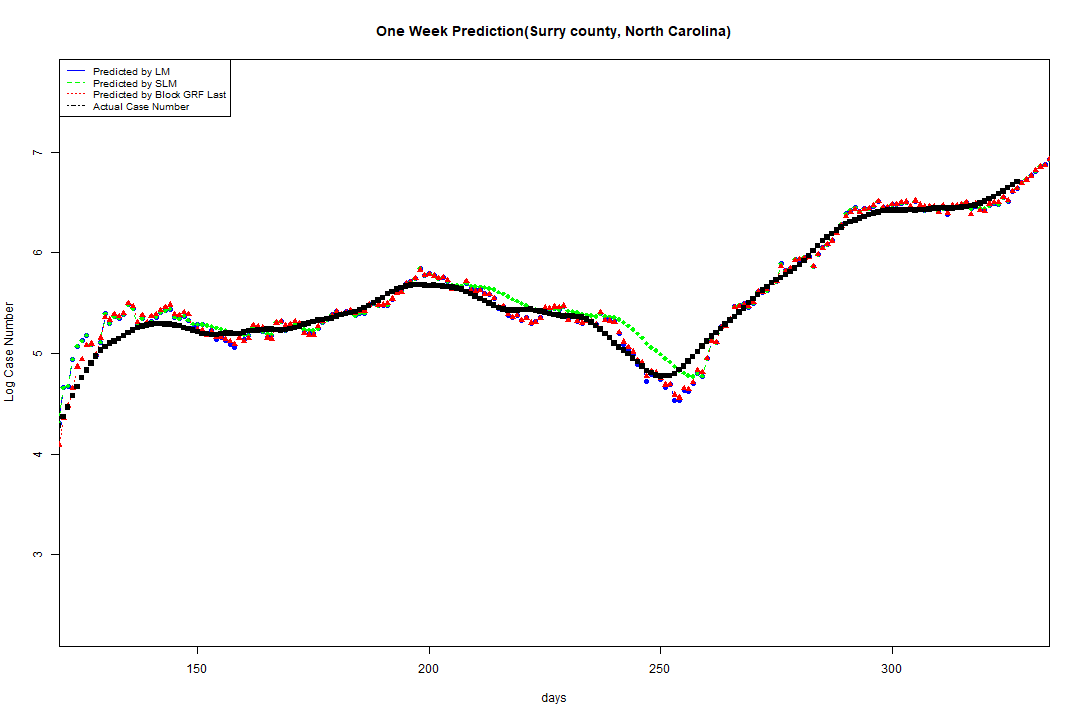 One Week Prediction(Surry county, North Carolina)
Predicted by LM
Predicted by SLM
Predicted by Block GRF Last
Actual Case Number
7
6
5
4
3
Log Case Number
150 200 250 300
days